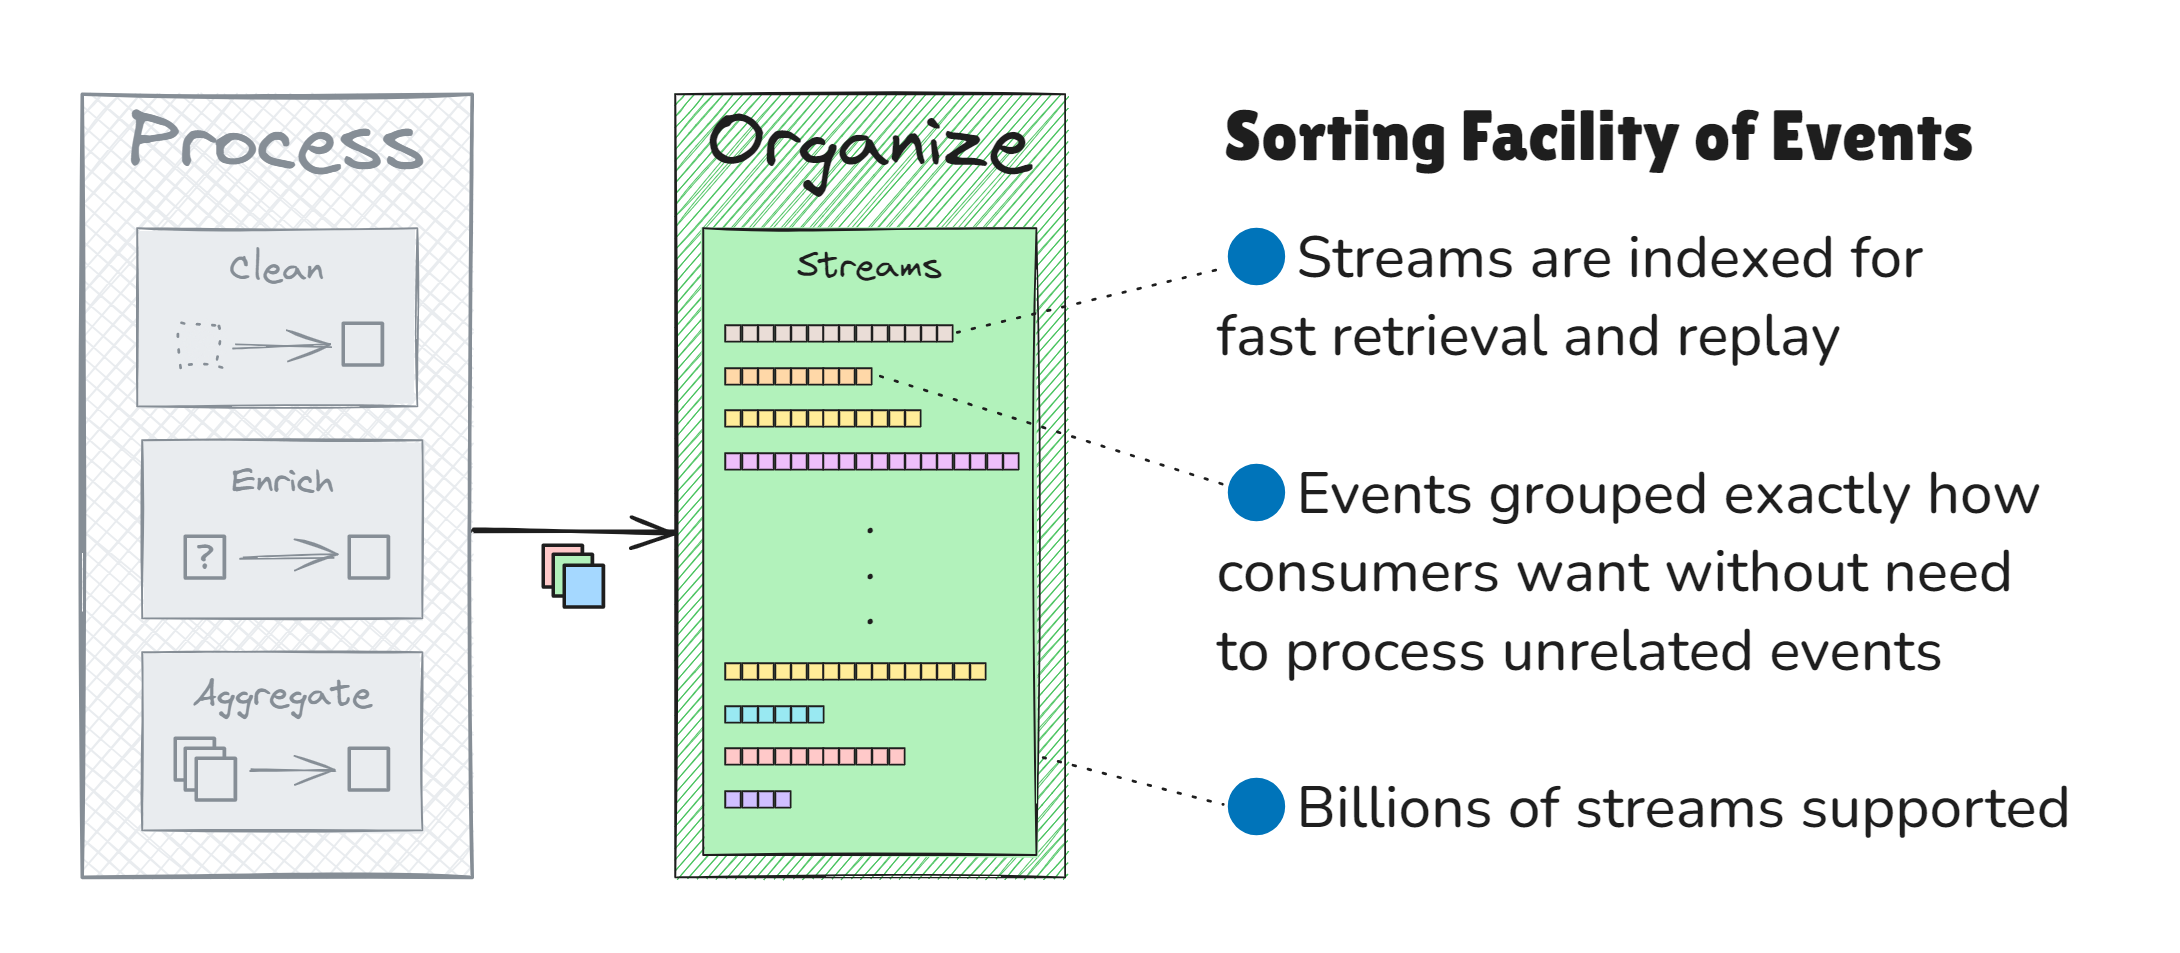 Process
Clean
Enrich
?
Aggregate
Organize
Streams
Sorting Facility of Events
Streams are indexed for
fast retrieval and replay
Events grouped exactly how
consumers want without need
to process unrelated events
Billions of streams supported